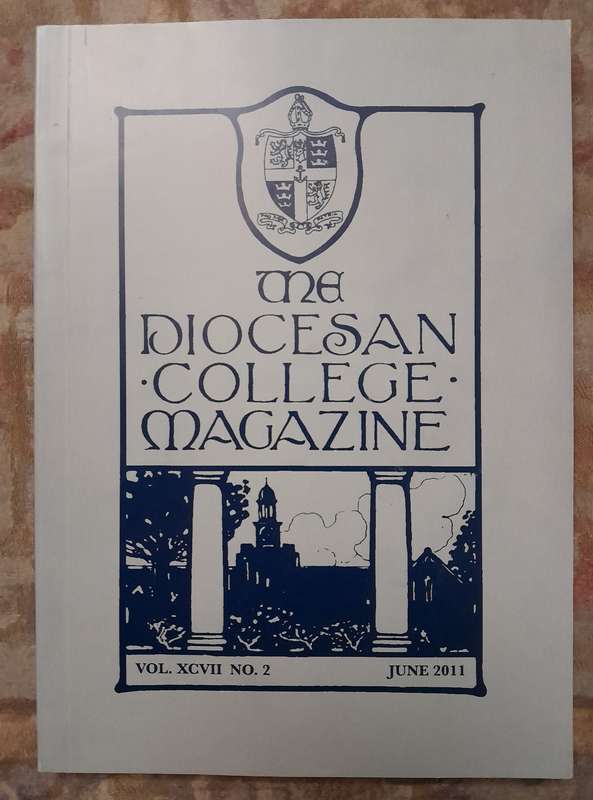 THE
DIOCESAN
·COLLEGE·
MAGAZINE
VOL. XCVII NO. 2
JUNE 2011